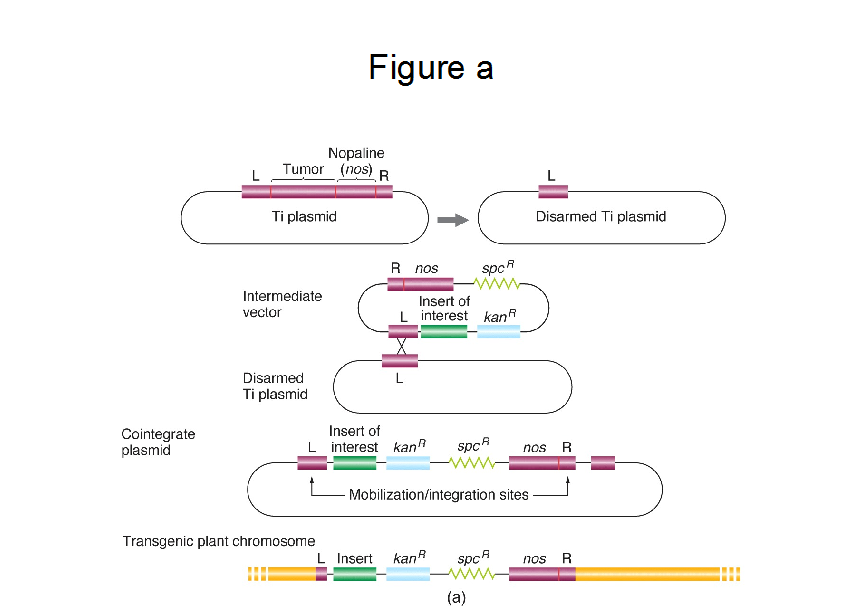 Figure a
Nopaline
L Tumor (nos) R
L
Ti plasmid
Disarmed Ti plasmid
R nos spcR
Intermediate
vector
Insert of
interest
L
kanR
L
Disarmed
Ti plasmid
Cointegrate
plasmid
L
Insert of
interest
kanR
spcR
nos R
Mobilization/integration sites
Transgenic plant chromosome
L Insert kanR spcR nos R
(a)